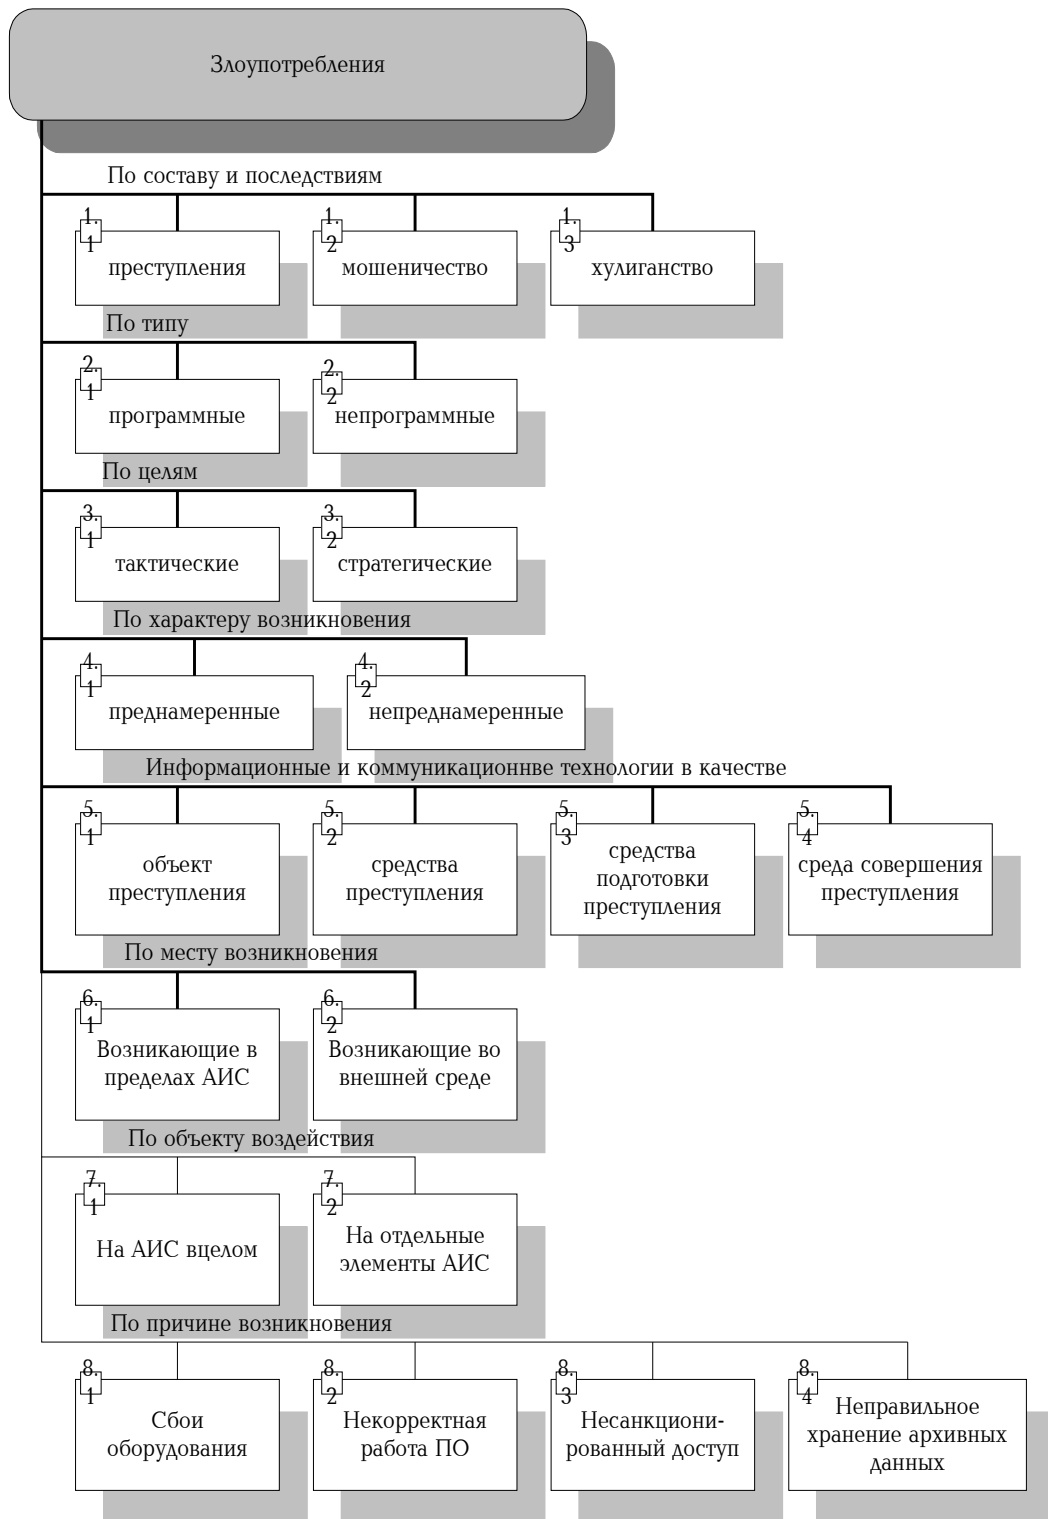 Злоупотребления
По составу и последствиям
1.
1
преступления
1.
2
мошеничество
1.
3
хулиганство
По типу
2.
1
программные
2.
2
непрограммные
По целям
3.
1
тактические
3.
2
стратегические
По характеру возникновения
4.
1
преднамеренные
4.
2
непреднамеренные
Информационные и коммуникационнве технологии в качестве
5.
1
объект
преступления
5.
2
средства
преступления
5.
3
средства
подготовки
преступления
5.
4
среда совершения
преступления
По месту возникновения
6.
1
Возникающие в
пределах АИС
6.
2
Возникающие во
внешней среде
По объекту воздействия
7.
1
На АИС вцелом
7.
2
На отдельные
элементы АИС
По причине возникновения
8.
1
Сбои
оборудования
8.
2
Некорректная
работа ПО
8.
3
Несанкциони-
рованный доступ
8.
4
Неправильное
хранение архивных
данных